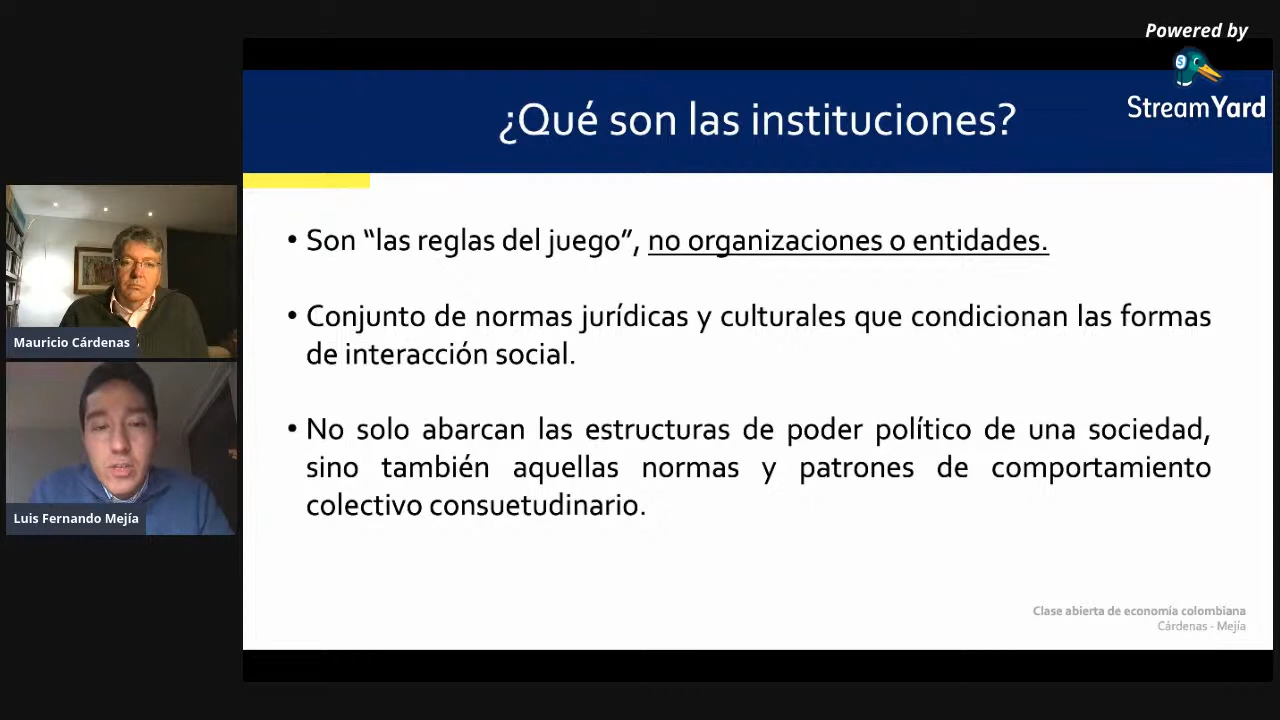 Powered by
StreamYard
¿Qué son las instituciones?
• Son “las reglas del juego”, no organizaciones o entidades.
• Conjunto de normas jurídicas y culturales que condicionan las formas
de interacción social.
• No solo abarcan las estructuras de poder político de una sociedad,
sino también aquellas normas y patrones de comportamiento
colectivo consuetudinario.
Mauricio Cárdenas
Luis Fernando Mejía
Clase abierta de economía colombiana
Cárdenas - Mejía